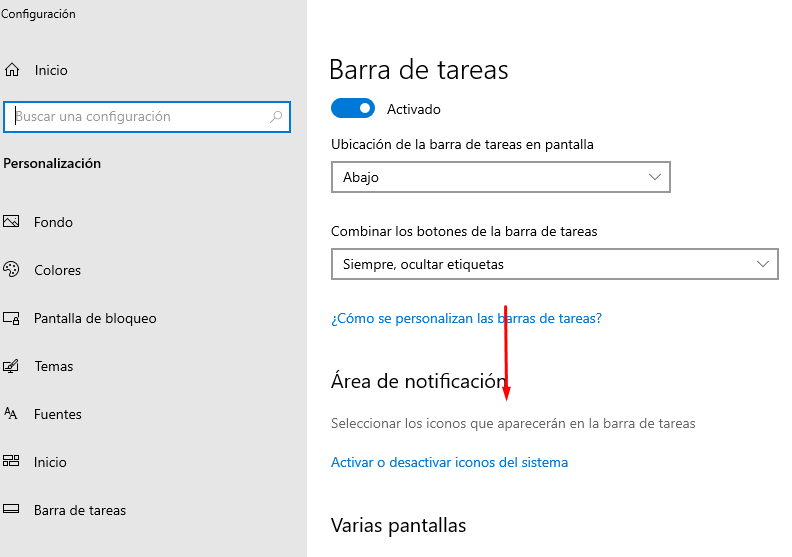 Configuración
Inicio
Buscar una configuración
Personalización
Fondo
Colores
Pantalla de bloqueo
Temas
Fuentes
Inicio
Barra de tareas
Barra de tareas
Activado
Ubicación de la barra de tareas en pantalla
Abajo
Combinar los botones de la barra de tareas
Siempre, ocultar etiquetas
¿Cómo se personalizan las barras de tareas?
Área de notificación
Seleccionar los iconos que aparecerán en la barra de tareas
Activar o desactivar iconos del sistema
Varias pantallas